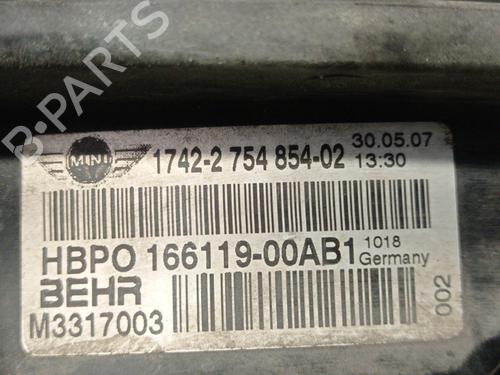 B-PARTS
MINI
1742-2 754 854-02
30.05.07
13:30
HBPO 166119-00AB1
1018
Germany
BEHR
M3317003
002